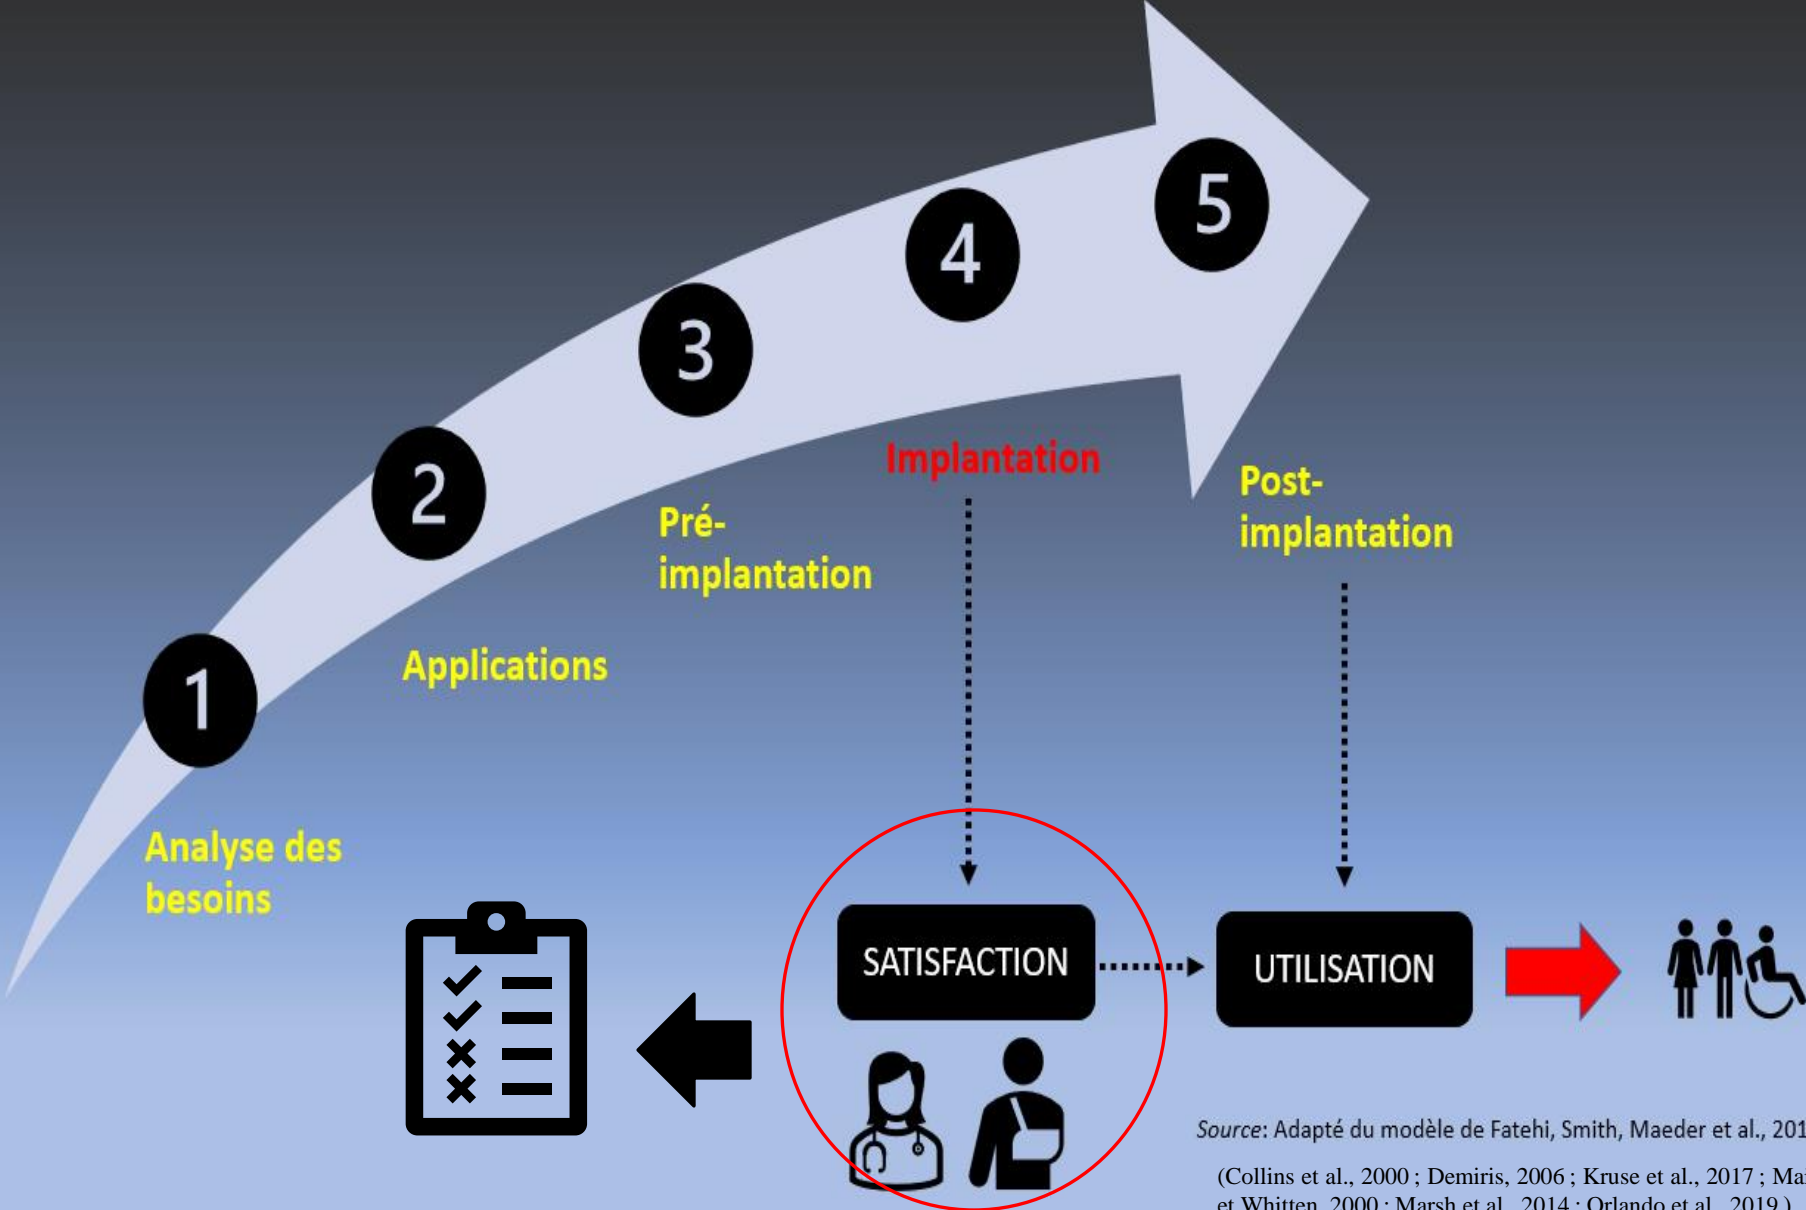 1
Analyse des
besoins
2
Applications
3
Pré-
implantation
4
Implantation
5
Post-
implantation
SATISFACTION
UTILISATION
Source: Adapté du modèle de Fatehi, Smith, Maeder et al.,
(Collins et al., 2000 ; Demiris, 2006 ; Kruse et al., 2017 ;
et Whitten, 2000 ; Marsh et al., 2014 ; Orlando et al., 2019 )